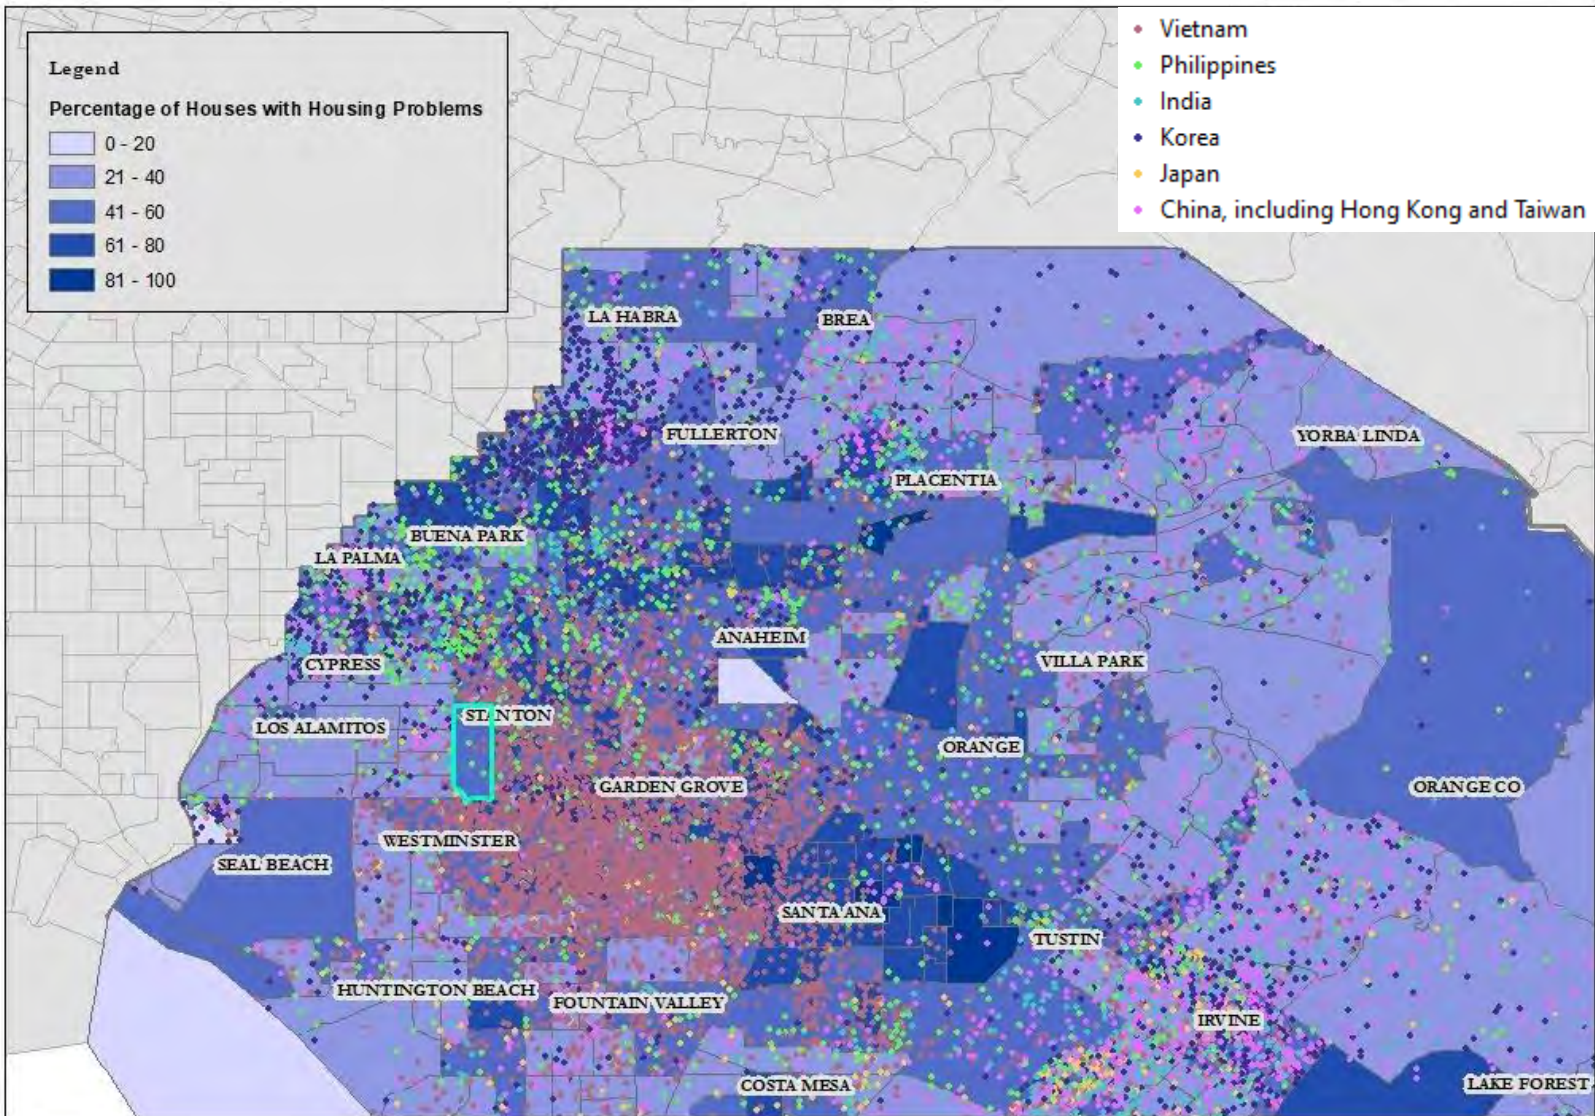 Legend
Percentage of Houses with Housing Problems
0 - 20
21 - 40
41 - 60
61 - 80
81 - 100
Vietnam
Philippines
India
Korea
Japan
China, including Hong Kong and Taiwan
LA HABRA
BREA
FULLERTON
YORBA LINDA
PLACENTIA
BUENA PARK
LA PALMA
ANAHEIM
CYPRESS
VILLA PARK
STANTON
LOS ALAMITOS
ORANGE
GARDEN GROVE
ORANGE CO
WESTMINSTER
SEAL BEACH
SANTA ANA
TUSTIN
HUNTINGTON BEACH
FOUNTAIN VALLEY
IRVINE
COSTA MESA
LAKE FOREST